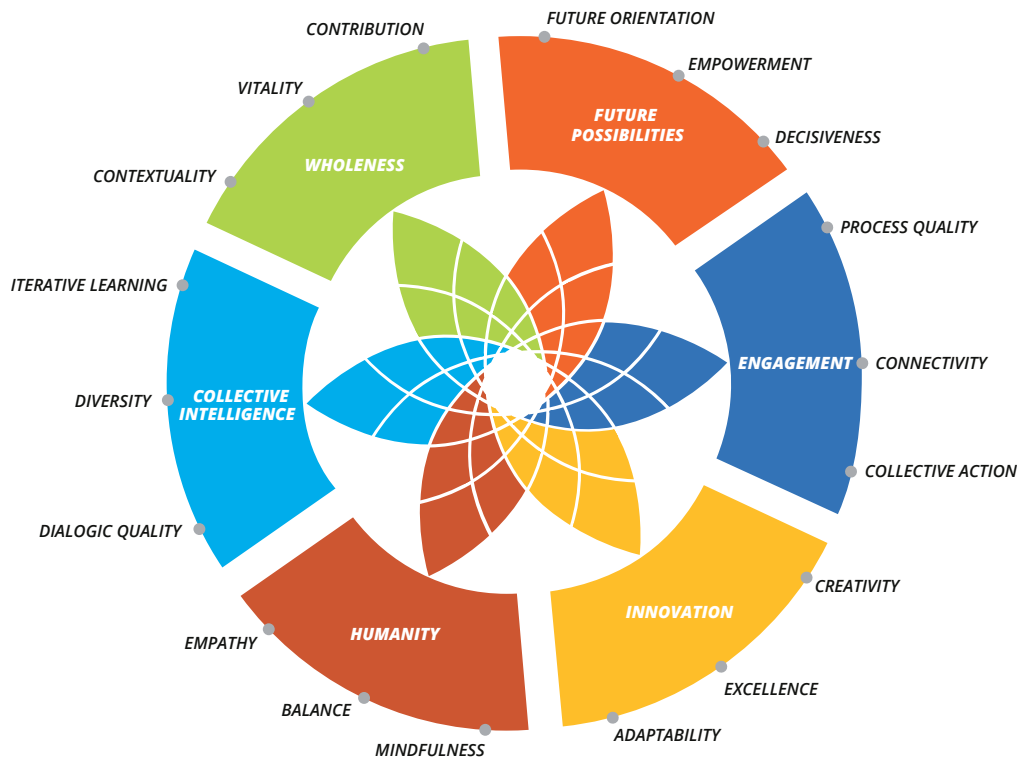 FUTURE ORIENTATION
CONTRIBUTION
EMPOWERMENT
VITALITY
FUTURE
POSSIBILITIES
DECISIVENESS
WHOLENESS
CONTEXTUALITY
PROCESS QUALITY
ITERATIVE LEARNING
ENGAGEMENT
CONNECTIVITY
COLLECTIVE
INTELLIGENCE
DIVERSITY
COLLECTIVE ACTION
DIALOGIC QUALITY
CREATIVITY
INNOVATION
HUMANITY
EMPATHY
EXCELLENCE
BALANCE
ADAPTABILITY
MINDFULNESS